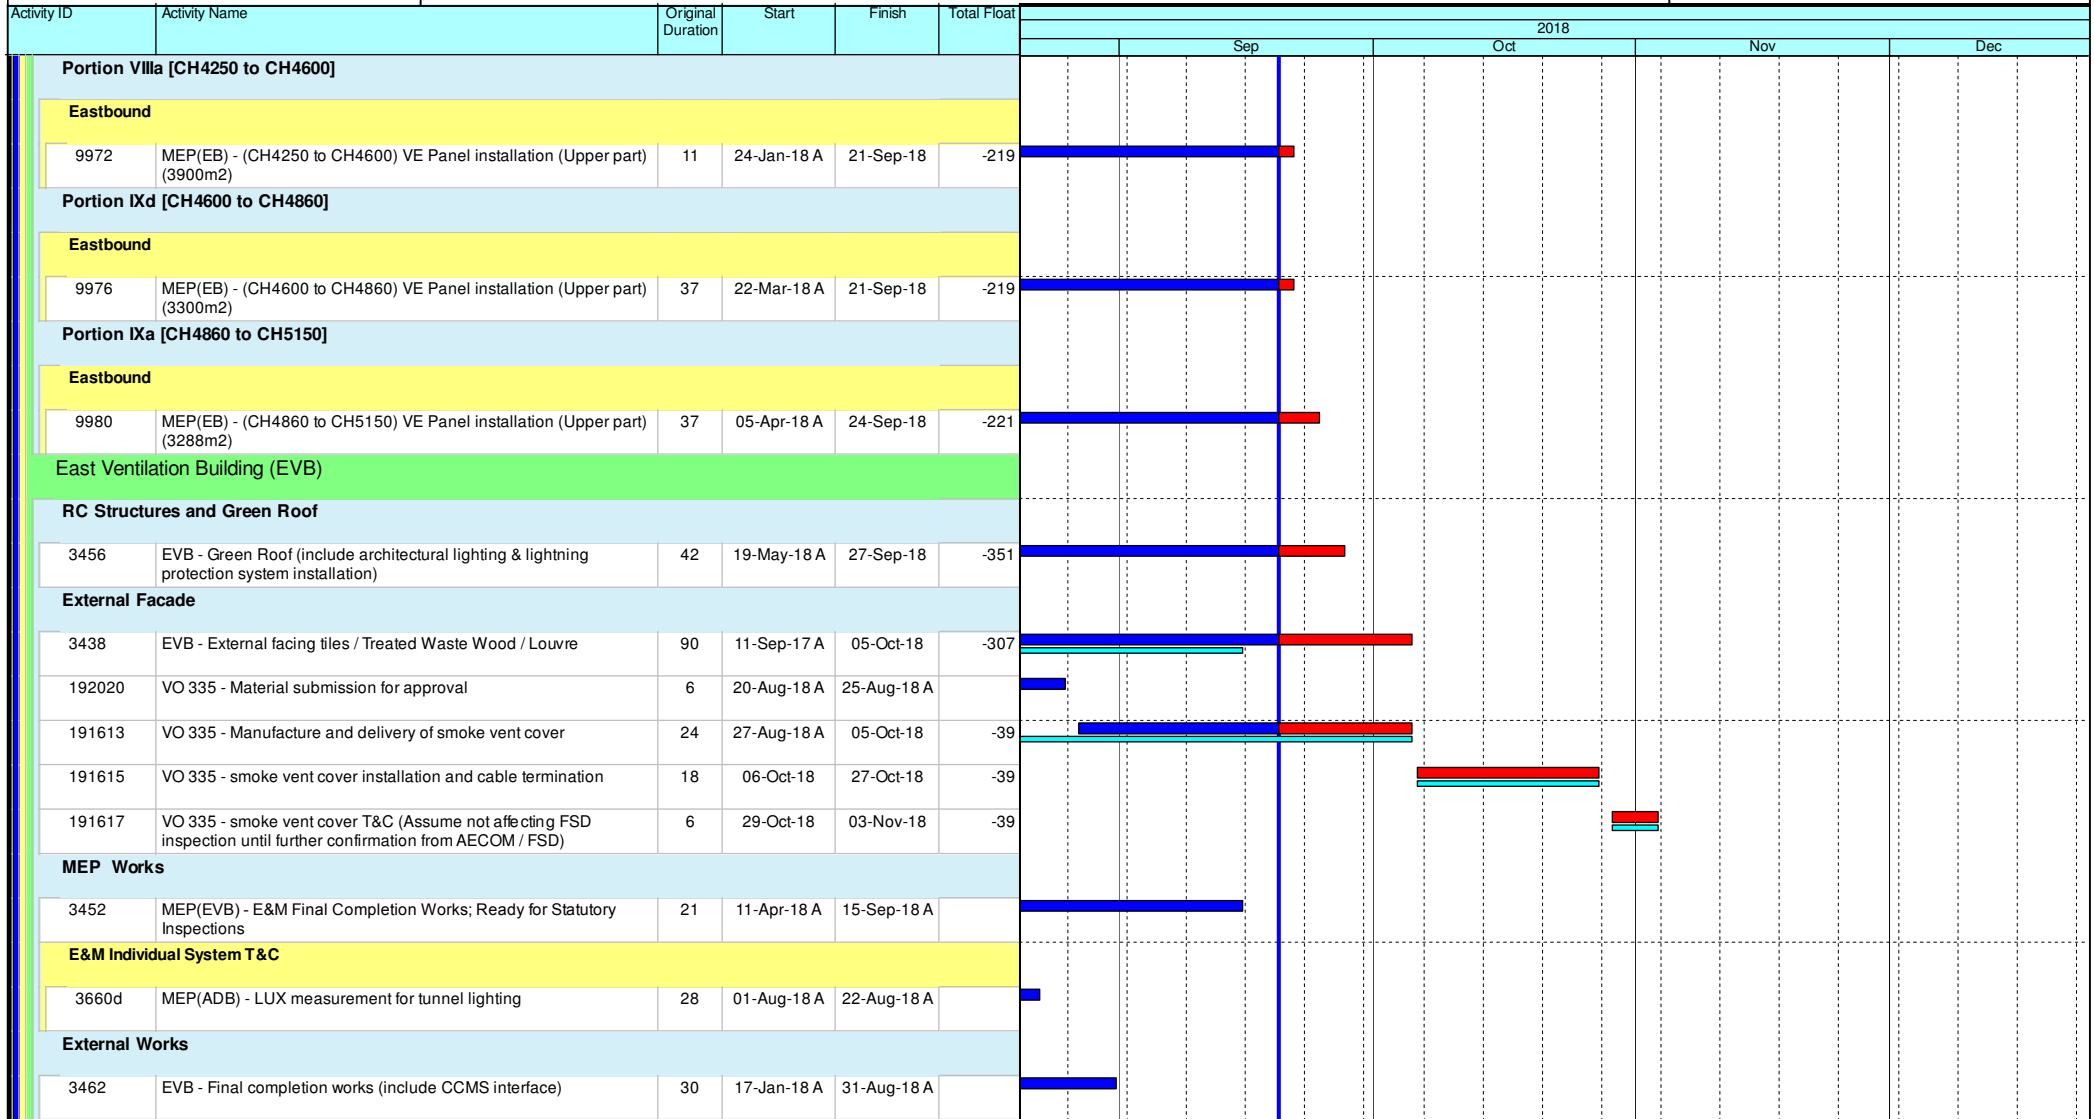 Activity ID Activity Name Original Start Finish Total Float
Duration
2018
Sep Oct Nov Dec
Portion VIIIa [CH4250 to CH4600]
Eastbound
9972 MEP(EB) - (CH4250 to CH4600) VE Panel installation (Upper part) 11 24-Jan-18 A 21-Sep-18 -219
(3900m2)
Portion IXd [CH4600 to CH4860]
Eastbound
9976 MEP(EB) - (CH4600 to CH4860) VE Panel installation (Upper part) 37 22-Mar-18 A 21-Sep-18 -219
(3300m2)
Portion IXa [CH4860 to CH5150]
Eastbound
9980 MEP(EB) - (CH4860 to CH5150) VE Panel installation (Upper part) 37 05-Apr-18 A 24-Sep-18 -221
(3288m2)
East Ventilation Building (EVB)
RC Structures and Green Roof
3456 EVB - Green Roof (include architectural lighting & lightning 42 19-May-18 A 27-Sep-18 -351
protection system installation)
External Facade
3438 EVB - External facing tiles / Treated Waste Wood / Louvre 90 11-Sep-17 A 05-Oct-18 -307
192020 VO 335 - Material submission for approval 6 20-Aug-18 A 25-Aug-18 A
191613 VO 335 - Manufacture and delivery of smoke vent cover 24 27-Aug-18 A 05-Oct-18 -39
191615 VO 335 - smoke vent cover installation and cable termination 18 06-Oct-18 27-Oct-18 -39
191617 VO 335 - smoke vent cover T&C (Assume not affecting FSD 6 29-Oct-18 03-Nov-18 -39
inspection until further confirmation from AECOM / FSD)
MEP Works
3452 MEP(EVB) - E&M Final Completion Works; Ready for Statutory 21 11-Apr-18 A 15-Sep-18 A
Inspections
E&M Individual System T&C
3660d MEP(ADB) - LUX measurement for tunnel lighting 28 01-Aug-18 A 22-Aug-18 A
External Works
3462 EVB - Final completion works (include CCMS interface) 30 17-Jan-18 A 31-Aug-18 A